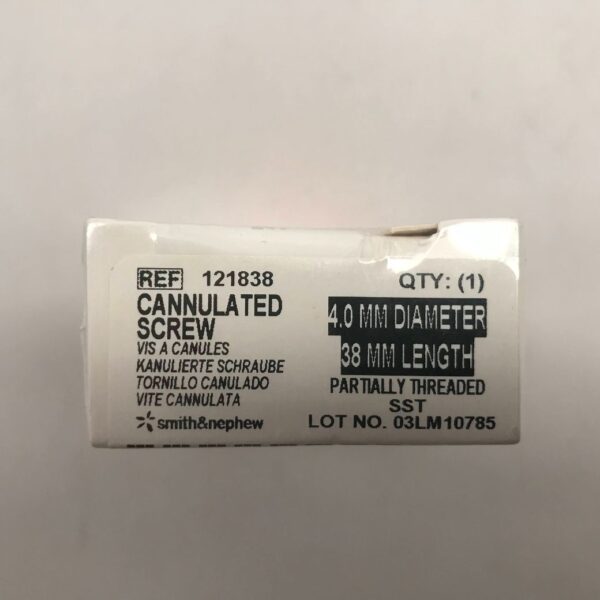 REF 121838
QTY: (1)
CANNULATED
SCREW
VIS A CANULES
KANULIERTE SCHRAUBE
TORNILLO CANULADO
VITE CANNULATA
smith&nephew
4.0 MM DIAMETER
38 MM LENGTH
PARTIALLY THREADED
SST
LOT NO. 03LM10785